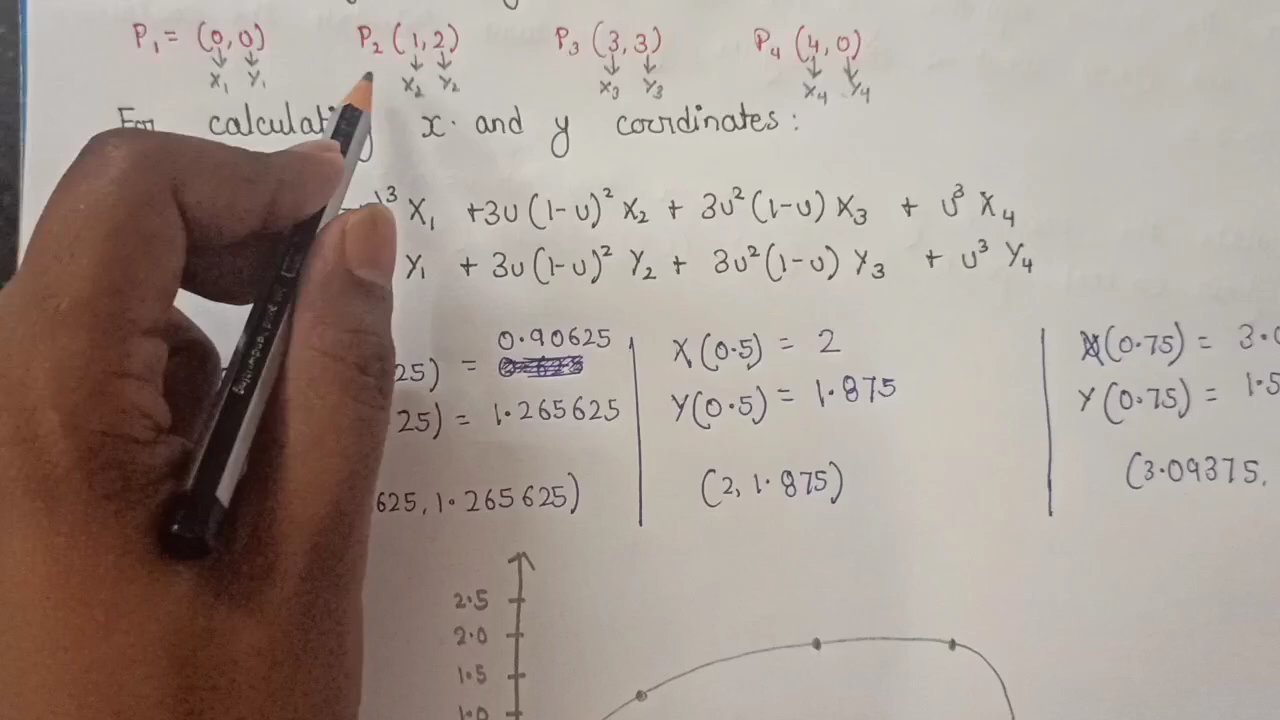 P₁ = (0,0) P₂ (1,2) P₃ (3,3) P₄ (4,0)
X₁ Y₁ X₂ Y₂ X₃ Y₃ X₄ Y₄
For calculating x and y coordinates:
)³ X₁ + 3u(1-u)² X₂ + 3u²(1-u) X₃ + u³ X₄
Y₁ + 3u(1-u)² Y₂ + 3u²(1-u) Y₃ + u³ Y₄
25) = 0.90625
25) = 1.265625
625, 1.265625)
X(0.5) = 2
Y(0.5) = 1.875
(2, 1.875)
X(0.75) = 3.0
Y(0.75) = 1.5
(3.09375,
2.5
2.0
1.5
1.0